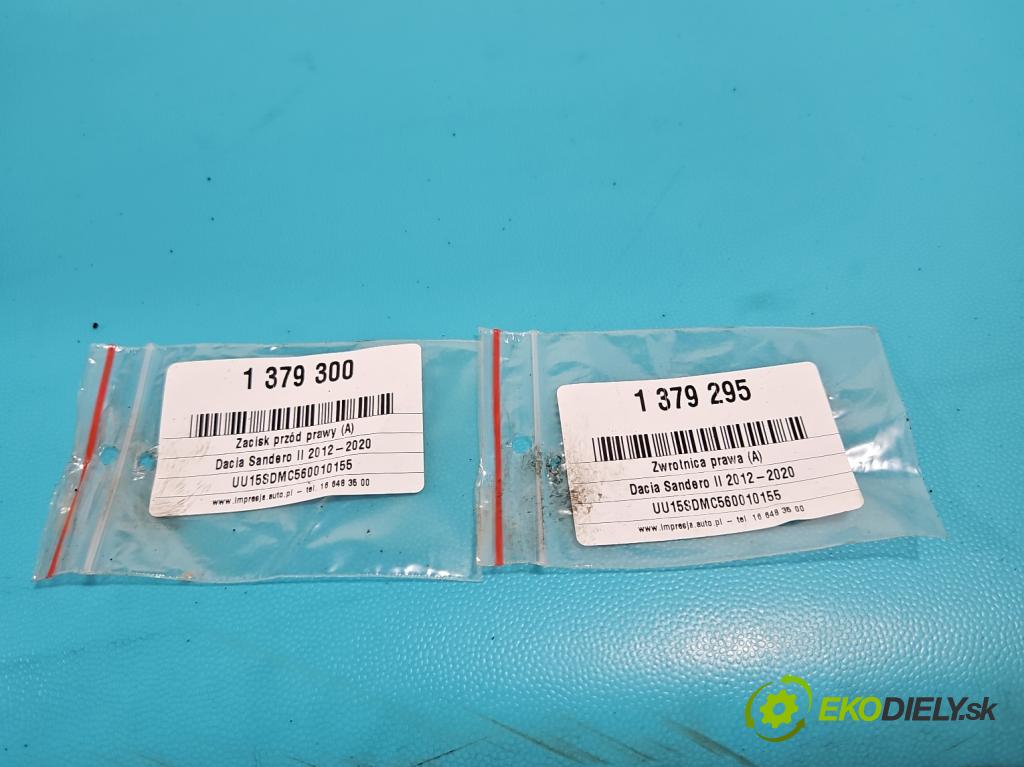 1 379 300
Zacisk przód prawy (A)
Dacia Sandero II 2012-2020
UU15SDMC560010155
www.impresja.auto.pl - tel. 16 648 35 00
1 379 295
Zwrotnica prawa (A)
Dacia Sandero II 2012-2020
UU15SDMC560010155
www.impresja.auto.pl - tel. 16 648 35 00
EKODIELY.sk